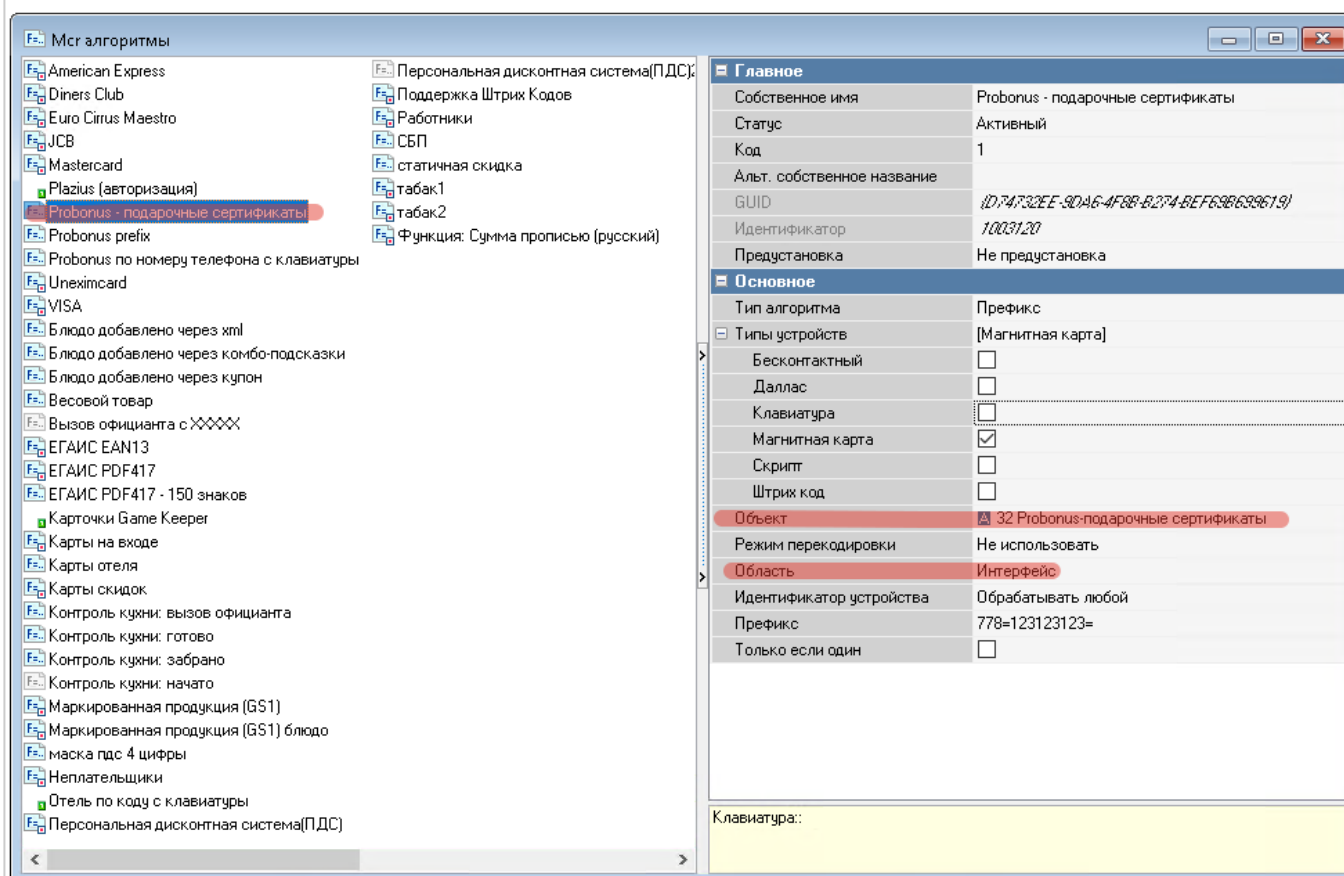 Mcr алгоритмы
American Express
Diners Club
Euro Cirrus Maestro
JCB
Mastercard
Plazius (авторизация)
Probonus - подарочные сертификаты
Probonus prefix
Probonus по номеру телефона с клавиатуры
Uneximcard
VISA
Блюдо добавлено через xml
Блюдо добавлено через комбо-подсказки
Блюдо добавлено через купон
Весовой товар
Вызов официанта с XXXXX
ЕГАИС EAN13
ЕГАИС PDF417
ЕГАИС PDF417 - 150 знаков
Карточки Game Keeper
Карты на входе
Карты отеля
Карты скидок
Контроль кухни: вызов официанта
Контроль кухни: готово
Контроль кухни: забрано
Контроль кухни: начато
Маркированная продукция (GS1)
Маркированная продукция (GS1) блюдо
маска пдс 4 цифры
Неплательщики
Отель по коду с клавиатуры
Персональная дисконтная система(ПДС)
Персональная дисконтная система(ПДС)2
Поддержка Штрих Кодов
Работники
СБП
статичная скидка
табак1
табак2
Функция: Сумма прописью (русский)
Главное
Собственное имя Probonus - подарочные сертификаты
Статус Активный
Код 1
Альт. собственное название
GUID {D74732EE-9DA6-4F8B-B274-BEF69B699619}
Идентификатор 1003120
Предустановка Не предустановка
Основное
Тип алгоритма Префикс
Типы устройств [Магнитная карта]
Бесконтактный
Даллас
Клавиатура
Магнитная карта
Скрипт
Штрих код
Объект 32 Probonus-подарочные сертификаты
Режим перекодировки Не использовать
Область Интерфейс
Идентификатор устройства Обрабатывать любой
Префикс 778=123123123=
Только если один
Клавиатура::